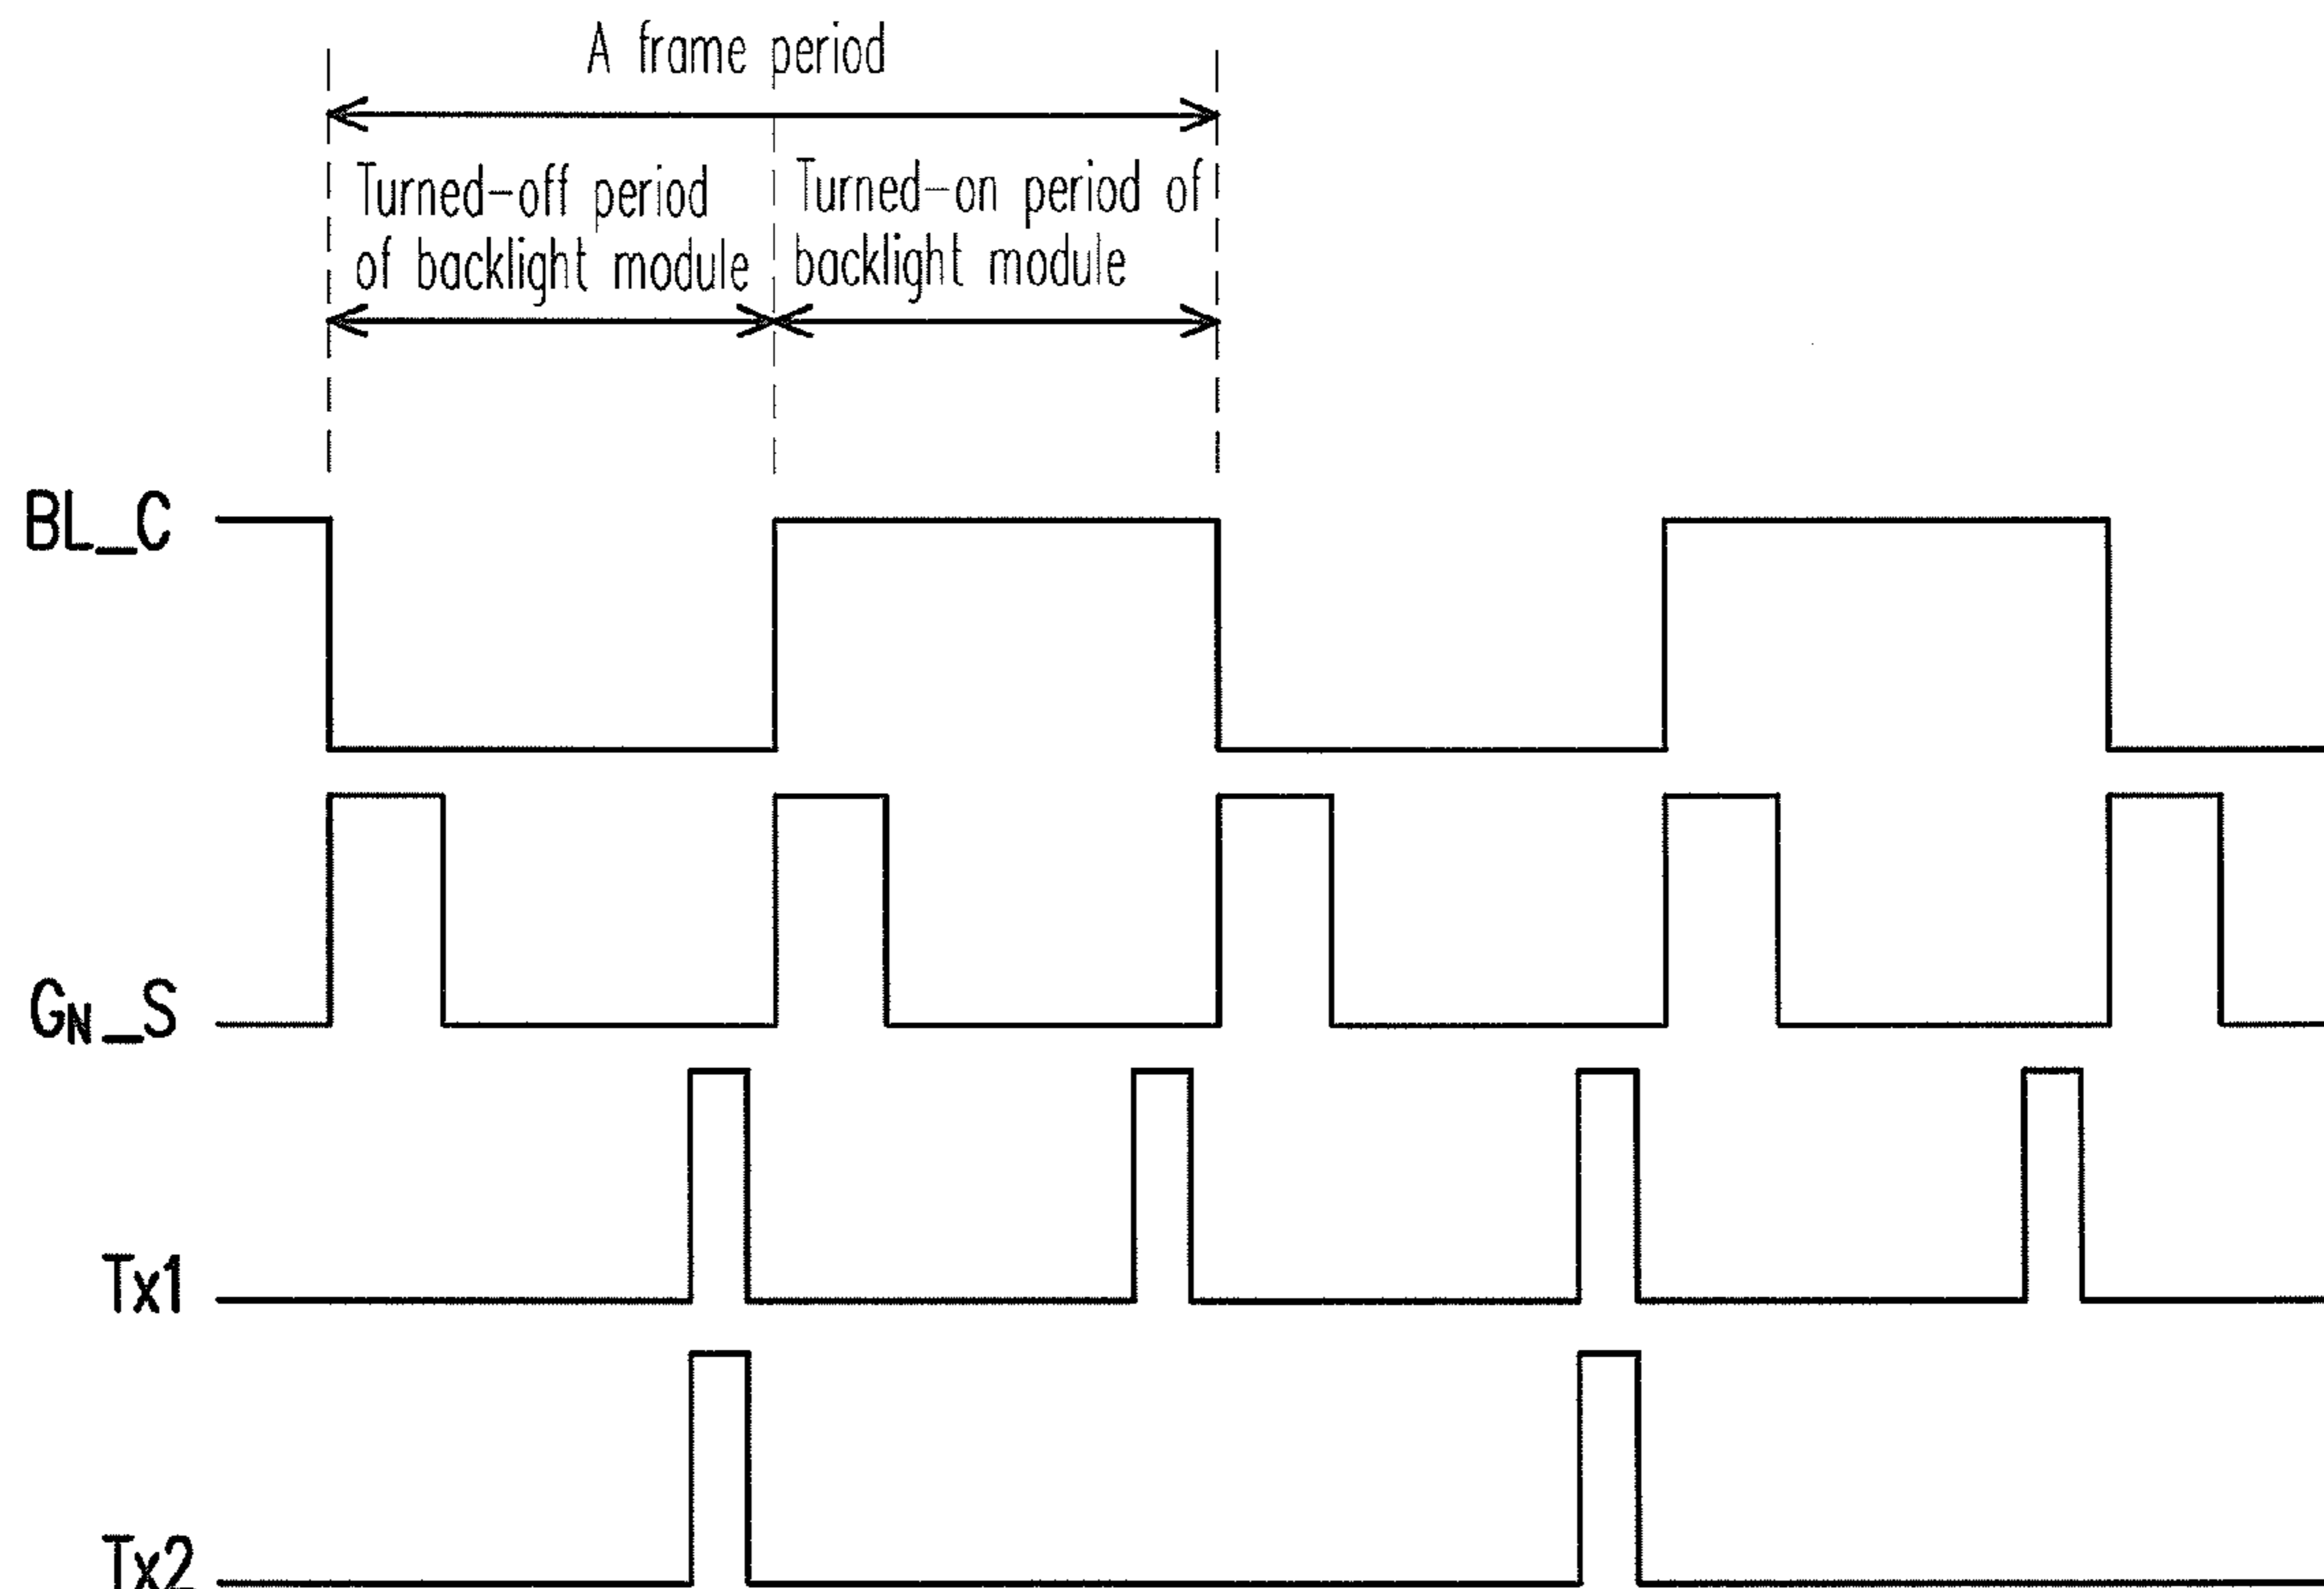 A frame period
Turned-off period
of backlight module
Turned-on period of
backlight module
BL_C
GN_S
Tx1
Tx2